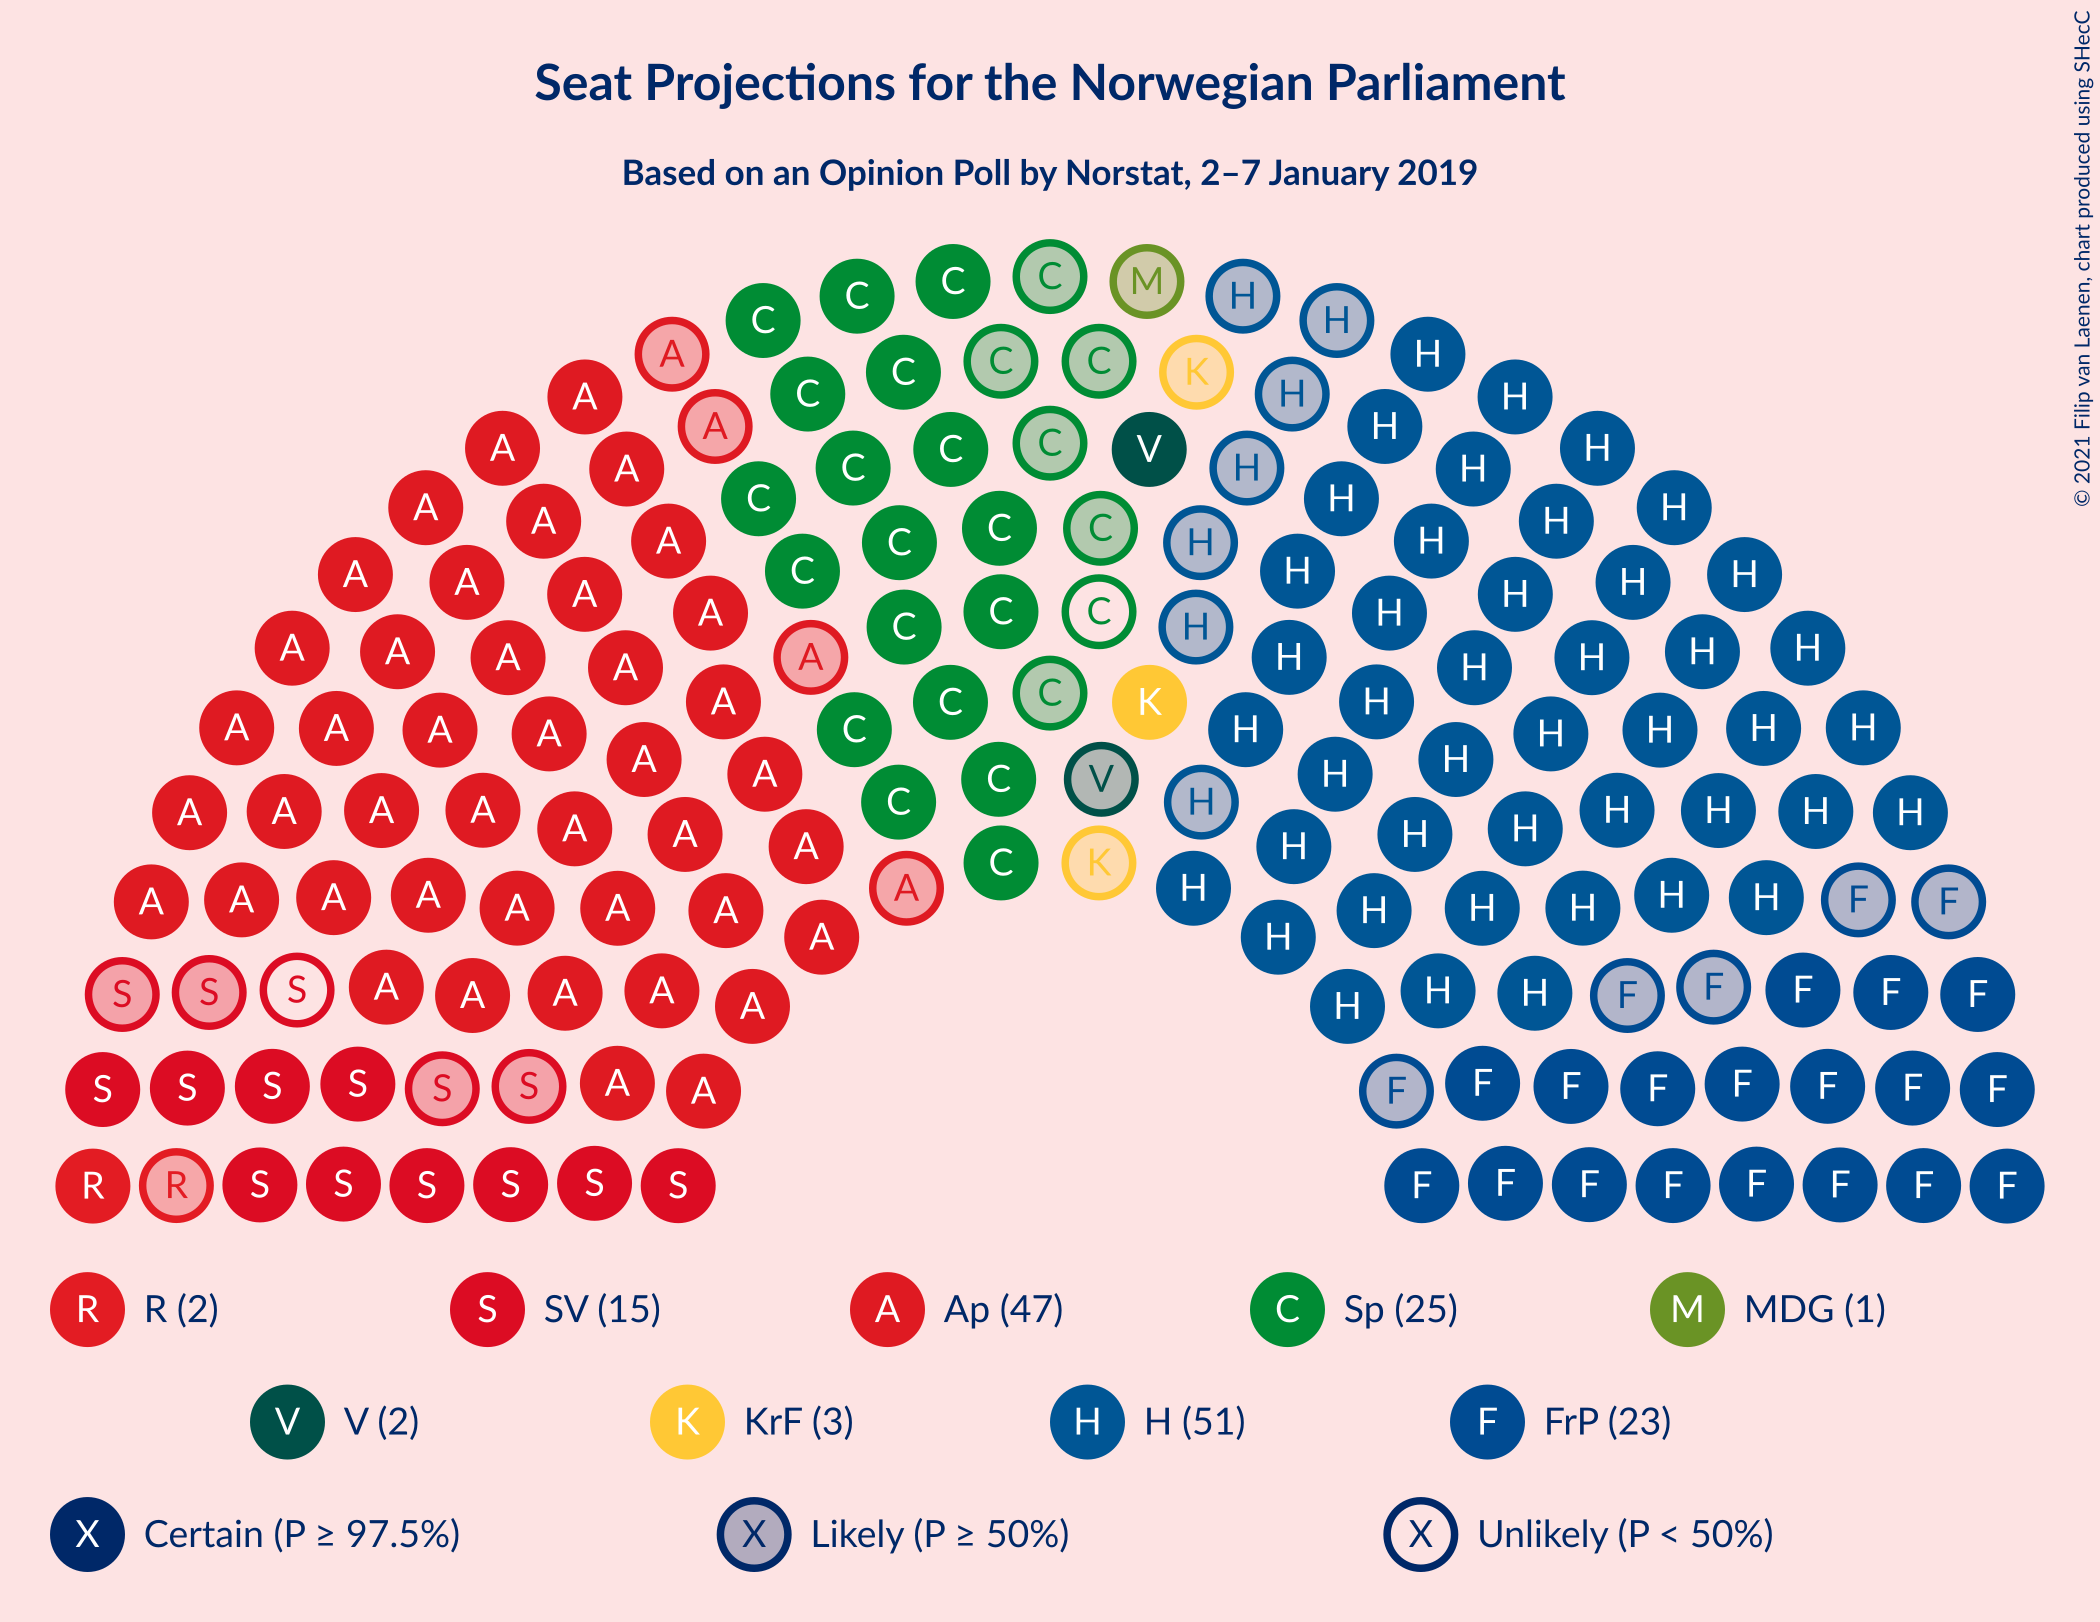 Seat Projections for the Norwegian Parliament
Based on an Opinion Poll by Norstat, 2–7 January 2019
© 2021 Filip van Laenen, chart produced using SHecC
C C C C M H H
A C C C C K H H H
A A C C C C V H H H
A A A C C C C H H H H
A A A A C C C C H H H H
A A A A A C C C K H H H H
A A A A A A C C V H H H H H
A A A A A A A C K H H H H H H
A A A A A A A A H H H H H H H
A A A A A A A A H H H H H F F
S S S A A A A A H H H F F F F F
S S S S S S A A F F F F F F F F
R R S S S S S S F F F F F F F F
R R (2) S SV (15) A Ap (47) C Sp (25) M MDG (1)
V V (2) K KrF (3) H H (51) F FrP (23)
X Certain (P ≥ 97.5%) X Likely (P ≥ 50%) X Unlikely (P < 50%)